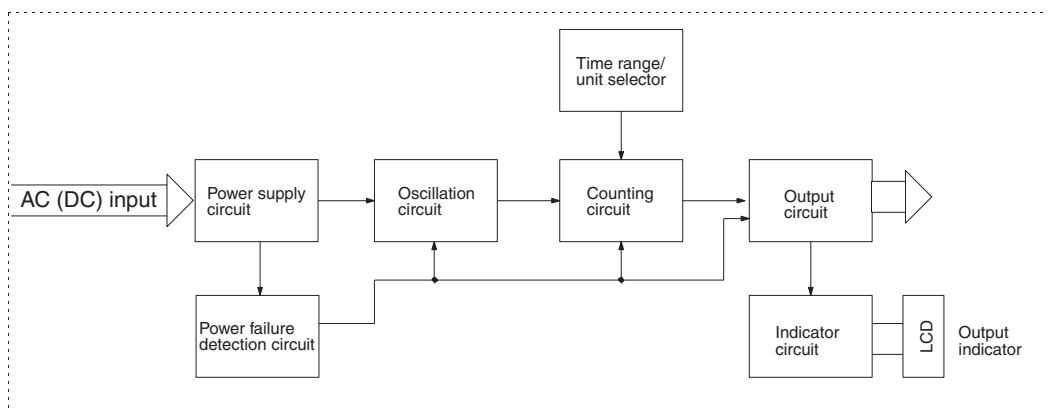 Time range/
unit selector
AC (DC) input
Power supply
circuit
Oscillation
circuit
Counting
circuit
Output
circuit
Power failure
detection circuit
Indicator
circuit
LCD
Output
indicator